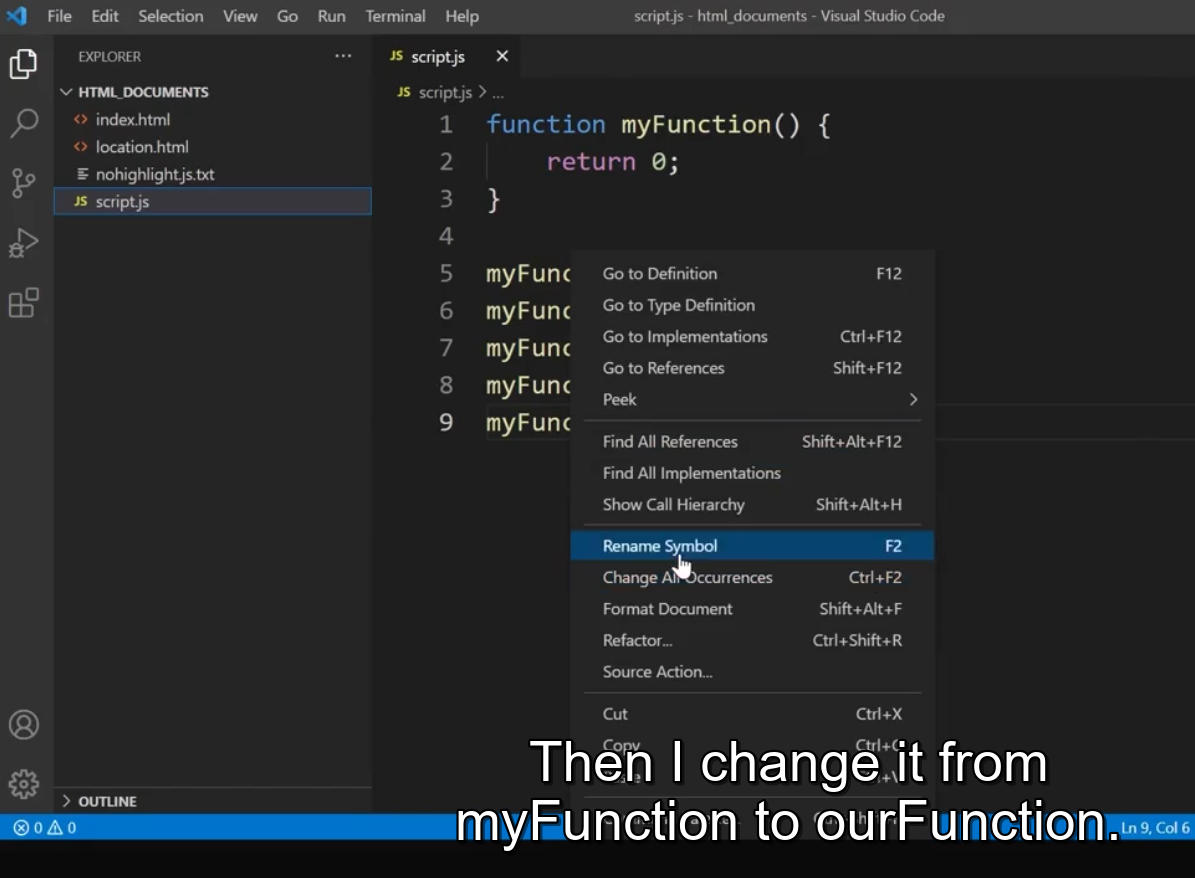 File Edit Selection View Go Run Terminal Help
script.js - html_documents - Visual Studio Code
EXPLORER ...
JS script.js
HTML_DOCUMENTS
JS script.js > ...
<> index.html
<> location.html
nohighlight.js.txt
JS script.js
1 function myFunction() {
2 return 0;
3 }
4
5 myFunc
6 myFunc
7 myFunc
8 myFunc
9 myFunc
Go to Definition F12
Go to Type Definition
Go to Implementations Ctrl+F12
Go to References Shift+F12
Peek
Find All References Shift+Alt+F12
Find All Implementations
Show Call Hierarchy Shift+Alt+H
Rename Symbol F2
Change All Occurrences Ctrl+F2
Format Document Shift+Alt+F
Refactor... Ctrl+Shift+R
Source Action...
Cut Ctrl+X
Copy Ctrl+C
Then I change it from
myFunction to ourFunction.
OUTLINE
0 0
Ln 9, Col 6